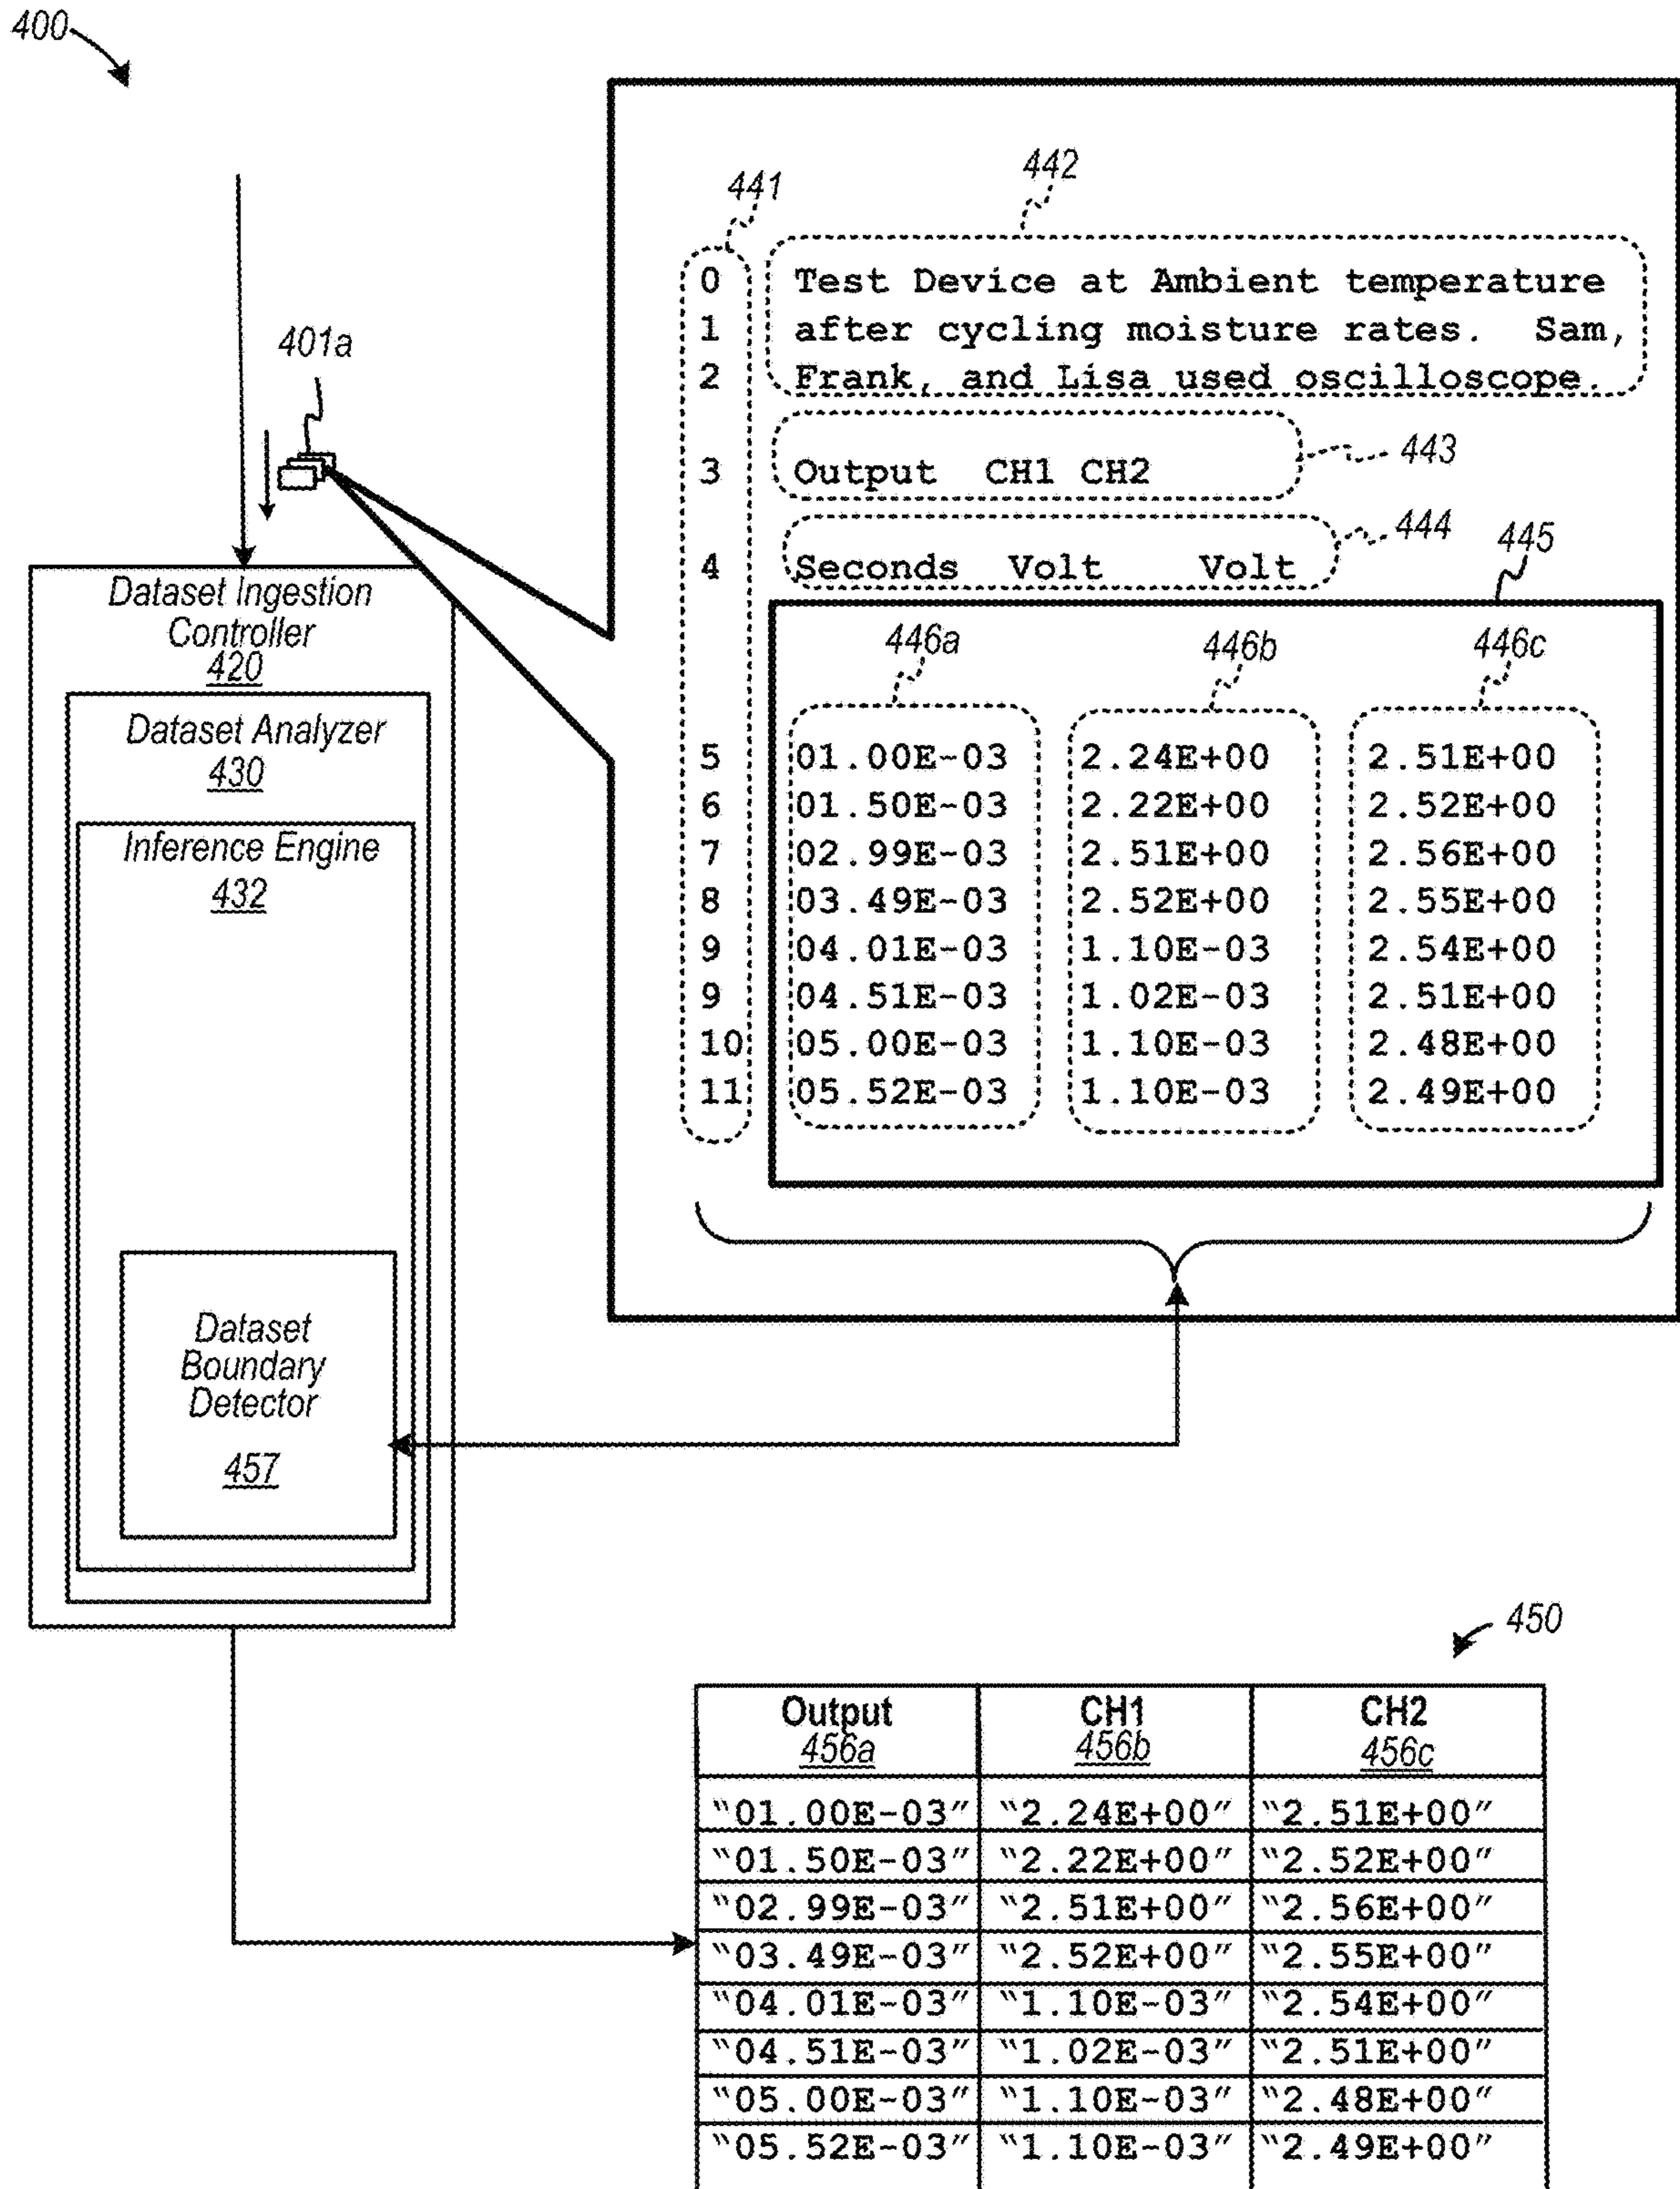 400
401a
Dataset Ingestion
Controller
420
Dataset Analyzer
430
Inference Engine
432
Dataset
Boundary
Detector
457
441
442
0 Test Device at Ambient temperature
1 after cycling moisture rates. Sam,
2 Frank, and Lisa used oscilloscope.
443
3 Output CH1 CH2
444
4 Seconds Volt Volt
445
446a 446b 446c
5 01.00E-03 2.24E+00 2.51E+00
6 01.50E-03 2.22E+00 2.52E+00
7 02.99E-03 2.51E+00 2.56E+00
8 03.49E-03 2.52E+00 2.55E+00
9 04.01E-03 1.10E-03 2.54E+00
9 04.51E-03 1.02E-03 2.51E+00
10 05.00E-03 1.10E-03 2.48E+00
11 05.52E-03 1.10E-03 2.49E+00
450
Output CH1 CH2
456a 456b 456c
"01.00E-03" "2.24E+00" "2.51E+00"
"01.50E-03" "2.22E+00" "2.52E+00"
"02.99E-03" "2.51E+00" "2.56E+00"
"03.49E-03" "2.52E+00" "2.55E+00"
"04.01E-03" "1.10E-03" "2.54E+00"
"04.51E-03" "1.02E-03" "2.51E+00"
"05.00E-03" "1.10E-03" "2.48E+00"
"05.52E-03" "1.10E-03" "2.49E+00"